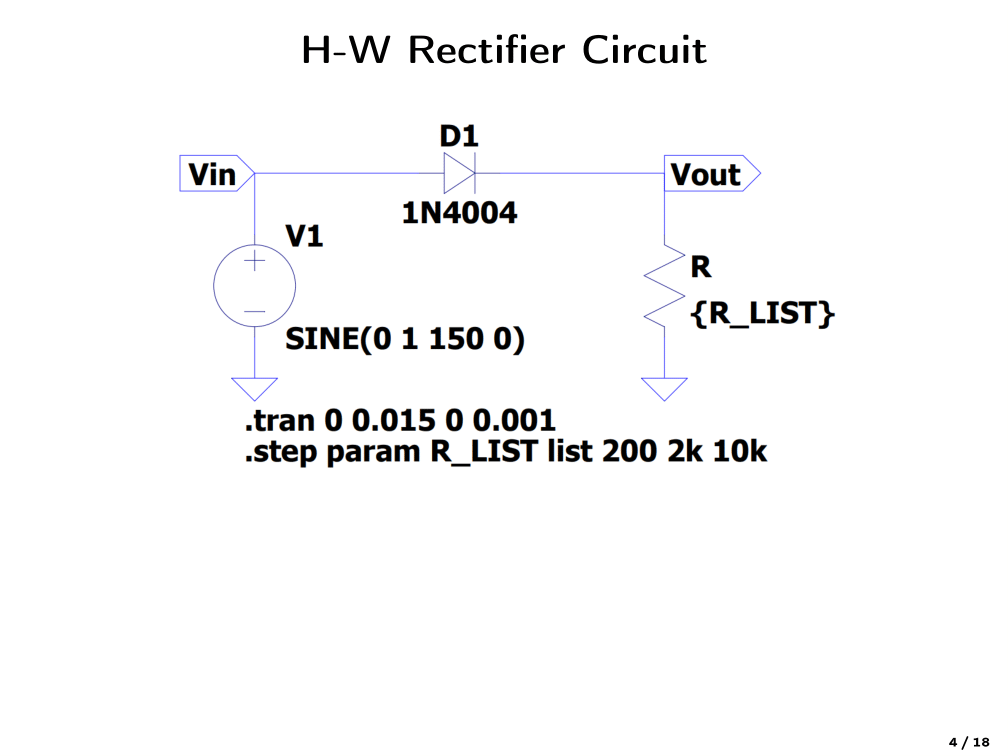 H-W Rectifier Circuit
D1
Vin
Vout
1N4004
V1
R
{R_LIST}
SINE(0 1 150 0)
.tran 0 0.015 0 0.001
.step param R_LIST list 200 2k 10k
4 / 18